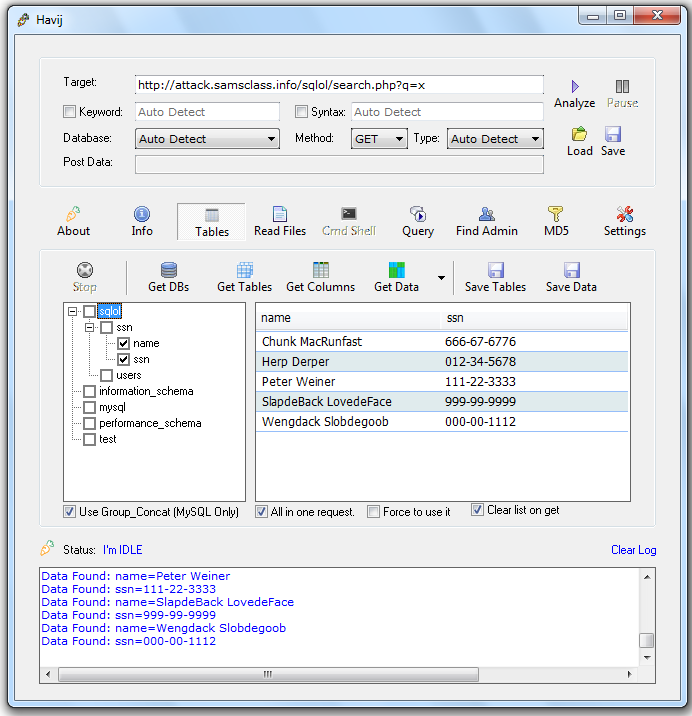 Havij
Target: http://attack.samsclass.info/sqlol/search.php?q=x
Keyword: Auto Detect Syntax: Auto Detect
Analyze Pause
Database: Auto Detect Method: GET Type: Auto Detect
Load Save
Post Data:
About Info Tables Read Files Cmd Shell Query Find Admin MD5 Settings
Stop Get DBs Get Tables Get Columns Get Data Save Tables Save Data
sqlol
ssn
name
ssn
users
information_schema
mysql
performance_schema
test
name ssn
Chunk MacRunfast 666-67-6776
Herp Derper 012-34-5678
Peter Weiner 111-22-3333
SlapdeBack LovedeFace 999-99-9999
Wengdack Slobdegoob 000-00-1112
Use Group_Concat (MySQL Only) All in one request. Force to use it Clear list on get
Status: I'm IDLE Clear Log
Data Found: name=Peter Weiner
Data Found: ssn=111-22-3333
Data Found: name=SlapdeBack LovedeFace
Data Found: ssn=999-99-9999
Data Found: name=Wengdack Slobdegoob
Data Found: ssn=000-00-1112